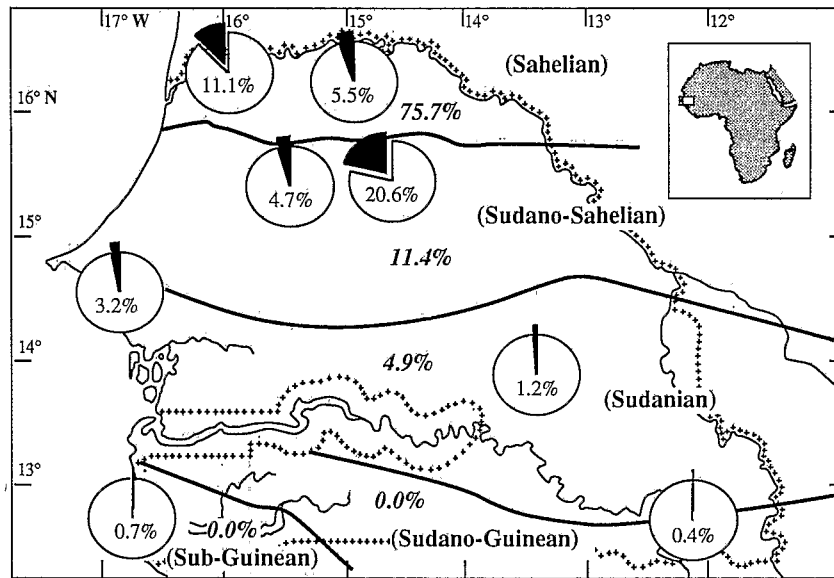 17° W 16° 15° 14° 13° 12°
(Sahelian)
11.1%
5.5%
75.7%
16° N
4.7%
20.6%
(Sudano-Sahelian)
15°
11.4%
3.2%
14°
4.9%
1.2%
(Sudanian)
13°
0.0%
0.7%
0.0%
0.4%
(Sudano-Guinean)
(Sub-Guinean)